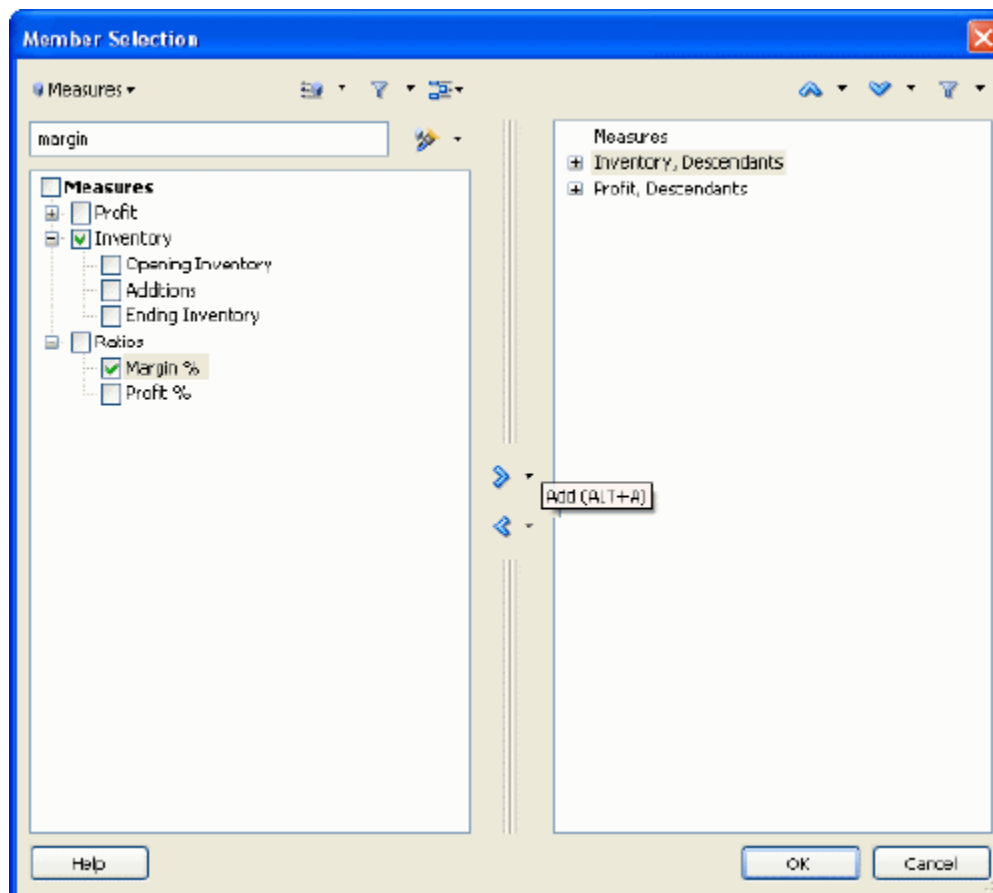 Member Selection
Measures
margin
Measures
Profit
Inventory
Opening Inventory
Addtions
Ending Inventory
Ratios
Margin %
Profit %
Measures
Inventory, Descendants
Profit, Descendants
Add (ALT+A)
Help
OK
Cancel